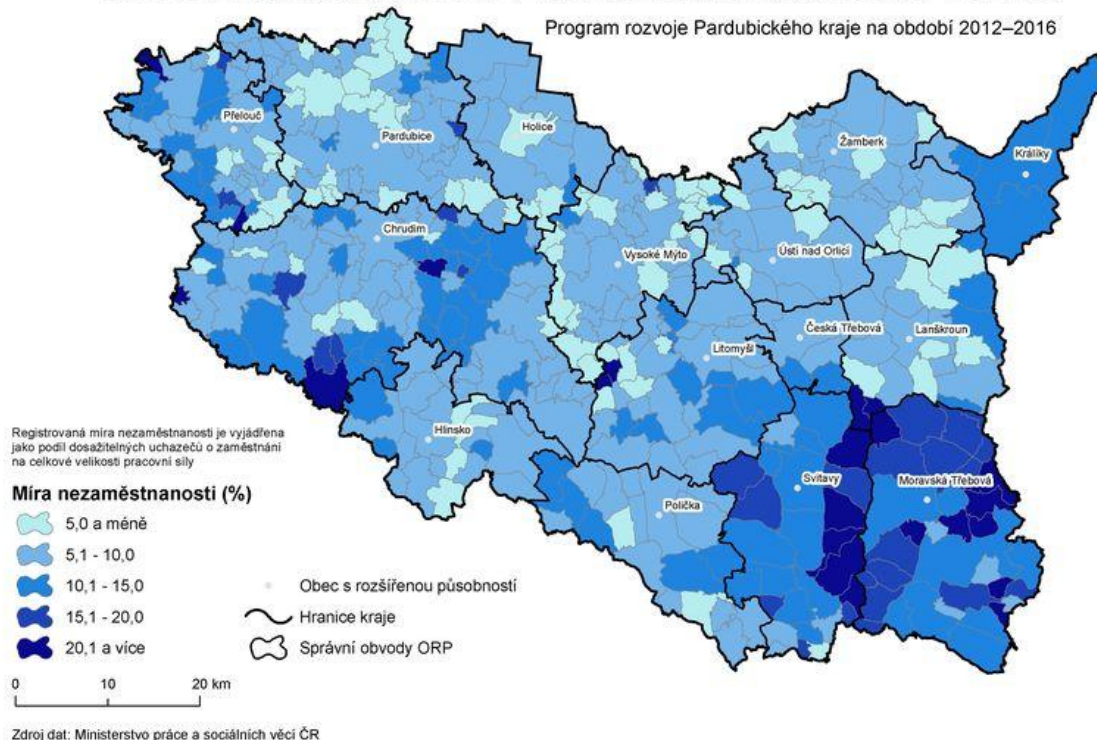 Program rozvoje Pardubického kraje na období 2012–2016
Přelouč
Pardubice
Holice
Žamberk
Králíky
Chrudim
Vysoké Mýto
Ústí nad Orlicí
Česká Třebová
Lanškroun
Litomyšl
Hlinsko
Svitavy
Moravská Třebová
Polička
Registrovaná míra nezaměstnanosti je vyjádřena
jako podíl dosažitelných uchazečů o zaměstnání
na celkové velikosti pracovní síly
Míra nezaměstnanosti (%)
5,0 a méně
5,1 - 10,0
10,1 - 15,0
15,1 - 20,0
20,1 a více
Obec s rozšířenou působností
Hranice kraje
Správní obvody ORP
0 10 20 km
Zdroj dat: Ministerstvo práce a sociálních věcí ČR